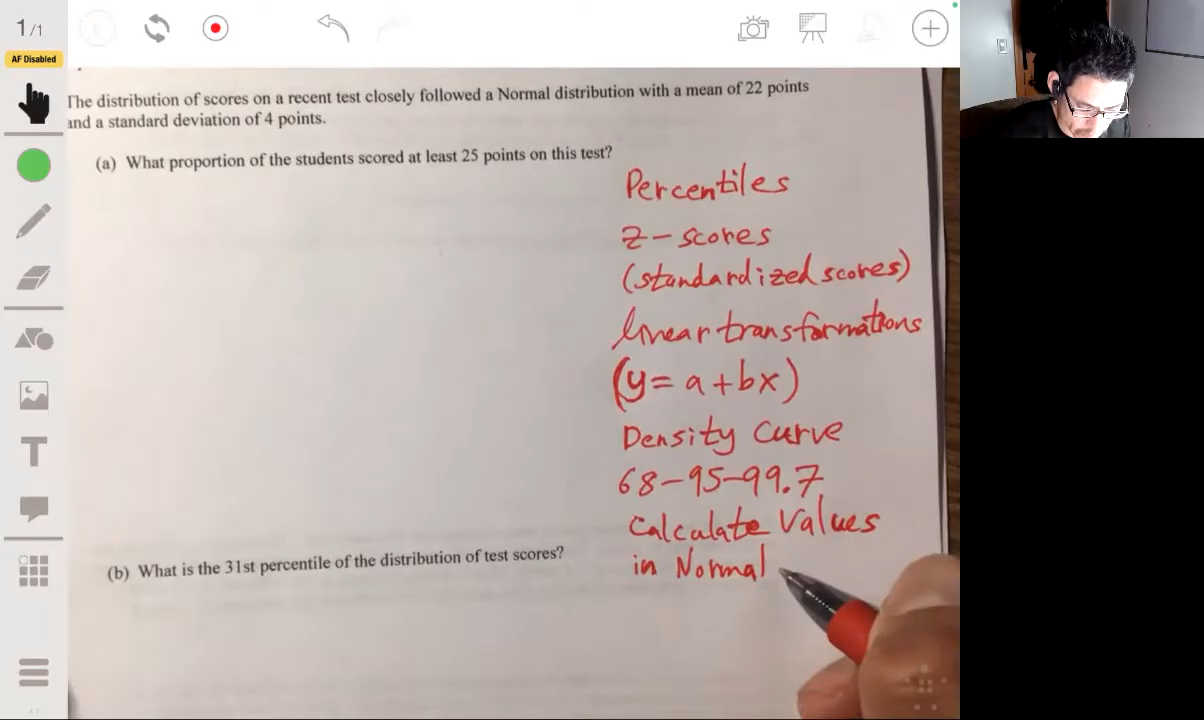 1/1
AF Disabled
The distribution of scores on a recent test closely followed a Normal distribution with a mean of 22 points
and a standard deviation of 4 points.
(a) What proportion of the students scored at least 25 points on this test?
Percentiles
z-scores
(standardized scores)
linear transformations
(y = a + bx)
Density Curve
68-95-99.7
Calculate Values
in Normal
(b) What is the 31st percentile of the distribution of test scores?
T